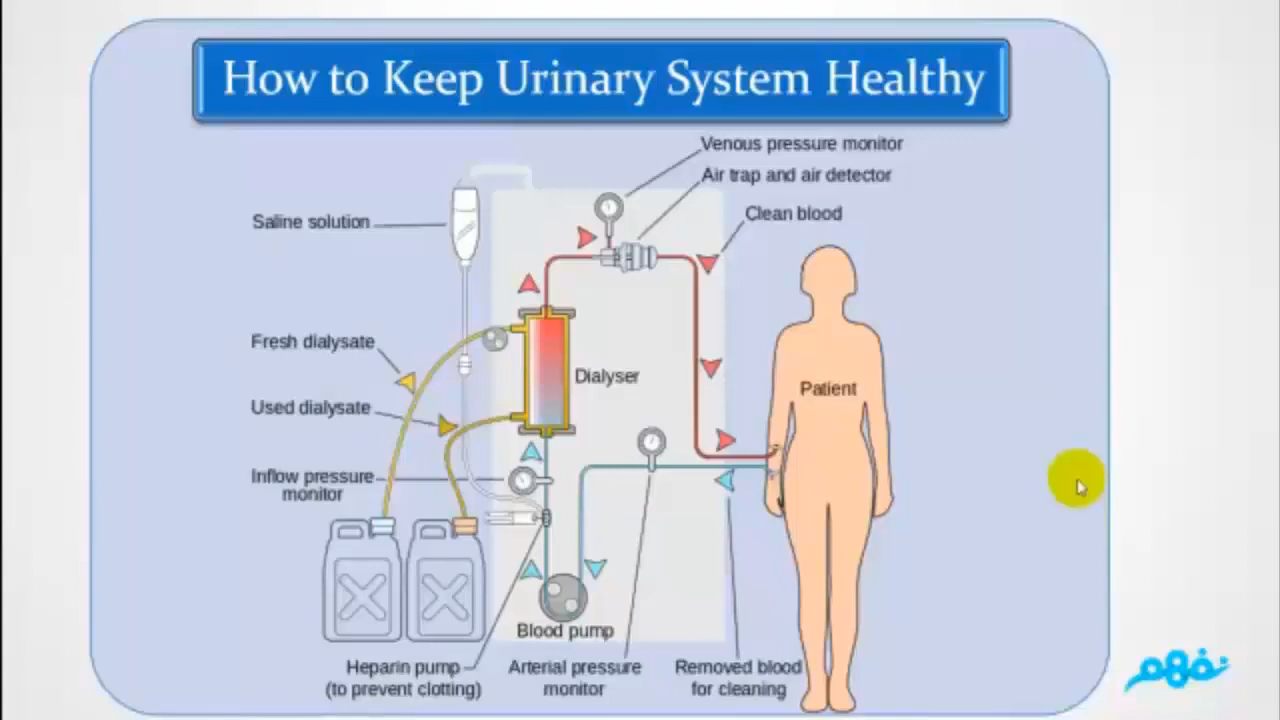 How to Keep Urinary System Healthy
Venous pressure monitor
Air trap and air detector
Clean blood
Saline solution
Fresh dialysate
Dialyser
Patient
Used dialysate
Inflow pressure
monitor
Blood pump
Heparin pump
(to prevent clotting)
Arterial pressure
monitor
Removed blood
for cleaning
نفهم